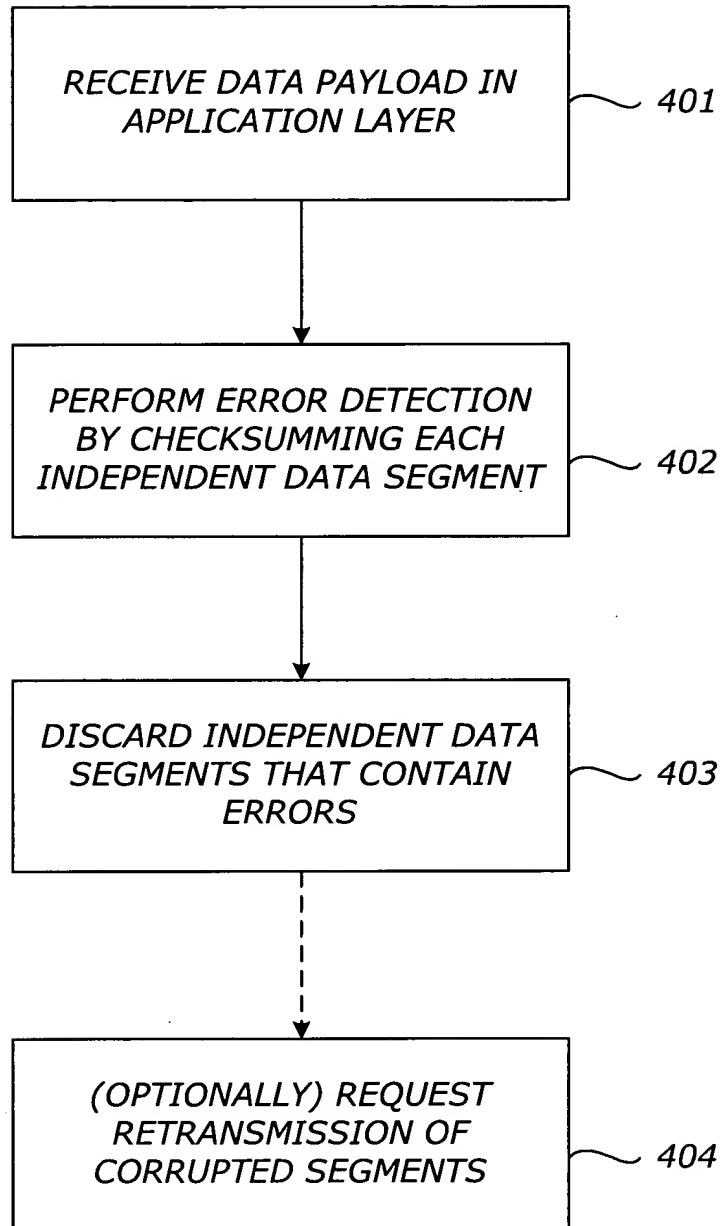 RECEIVE DATA PAYLOAD IN
APPLICATION LAYER
401
PERFORM ERROR DETECTION
BY CHECKSUMMING EACH
INDEPENDENT DATA SEGMENT
402
DISCARD INDEPENDENT DATA
SEGMENTS THAT CONTAIN
ERRORS
403
(OPTIONALLY) REQUEST
RETRANSMISSION OF
CORRUPTED SEGMENTS
404